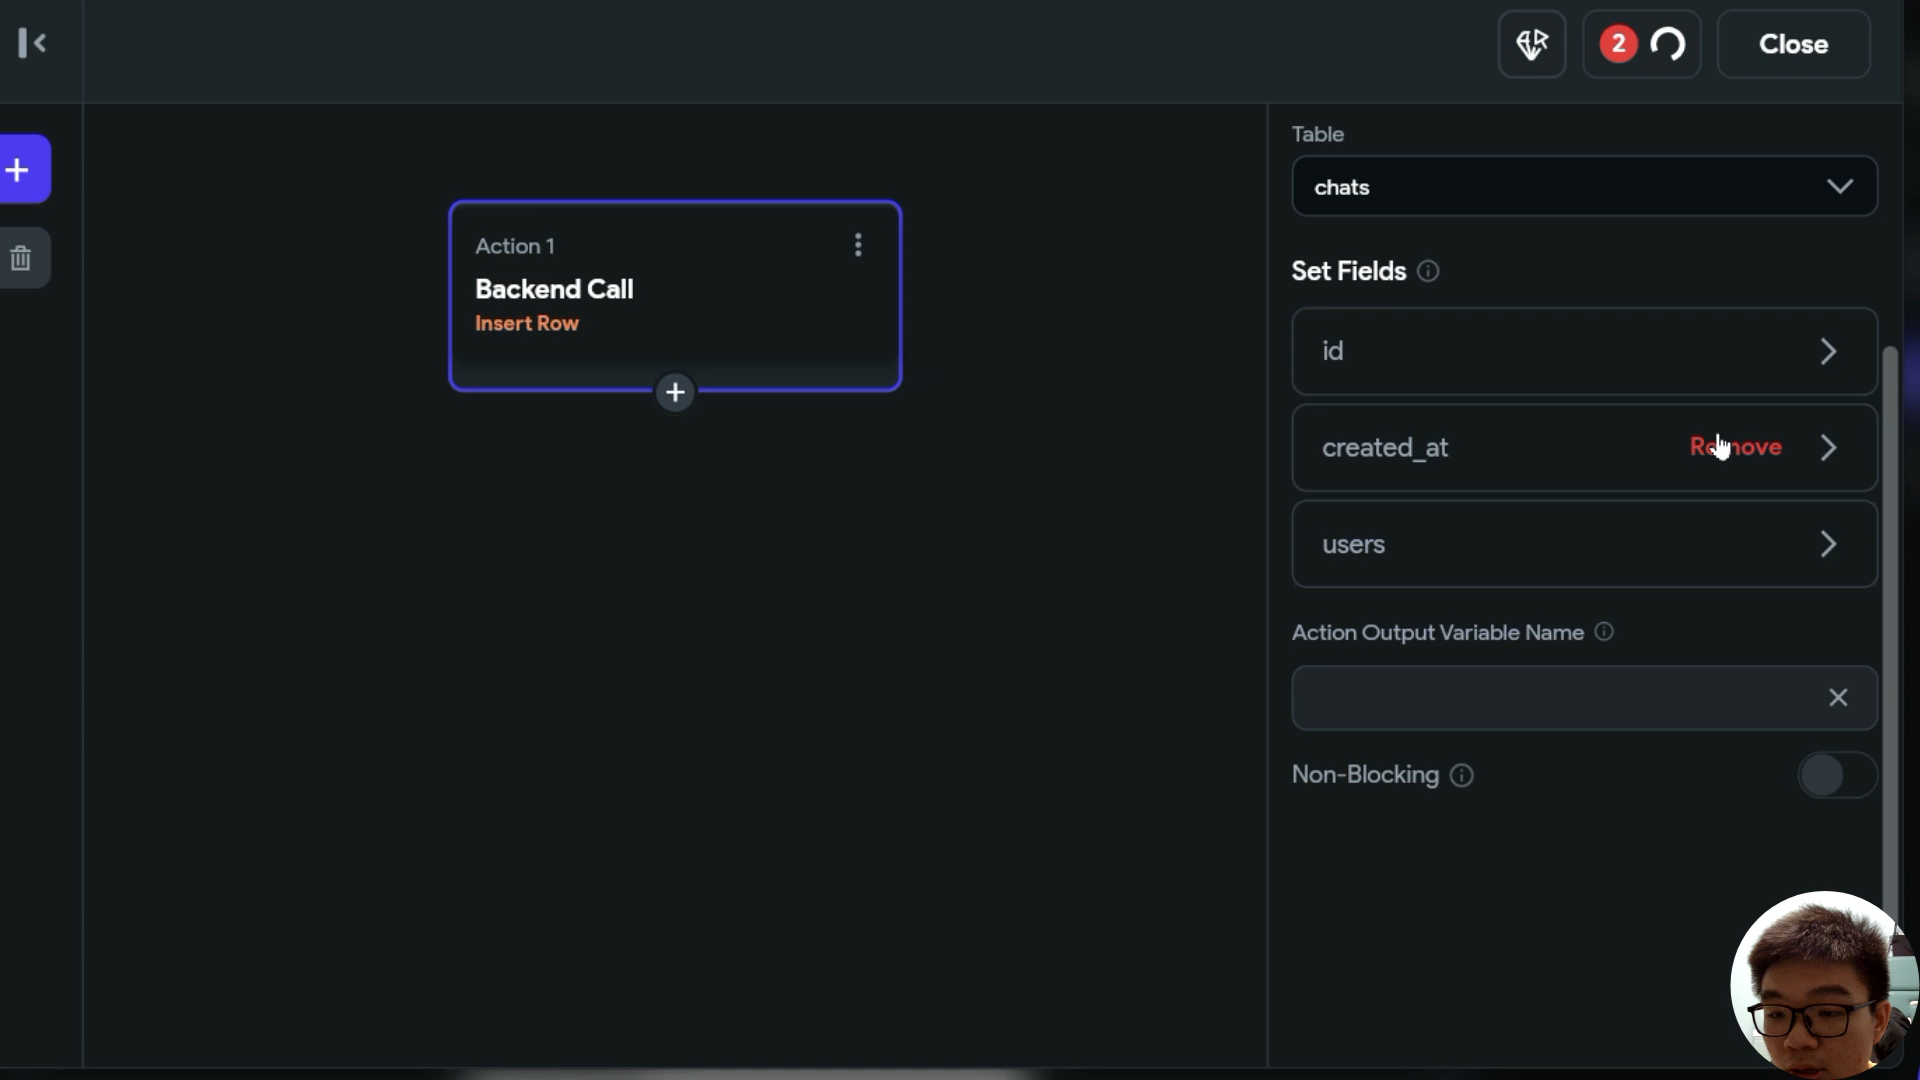 2
Close
Action 1
Backend Call
Insert Row
Table
chats
Set Fields
id
created_at
Remove
users
Action Output Variable Name
Non-Blocking